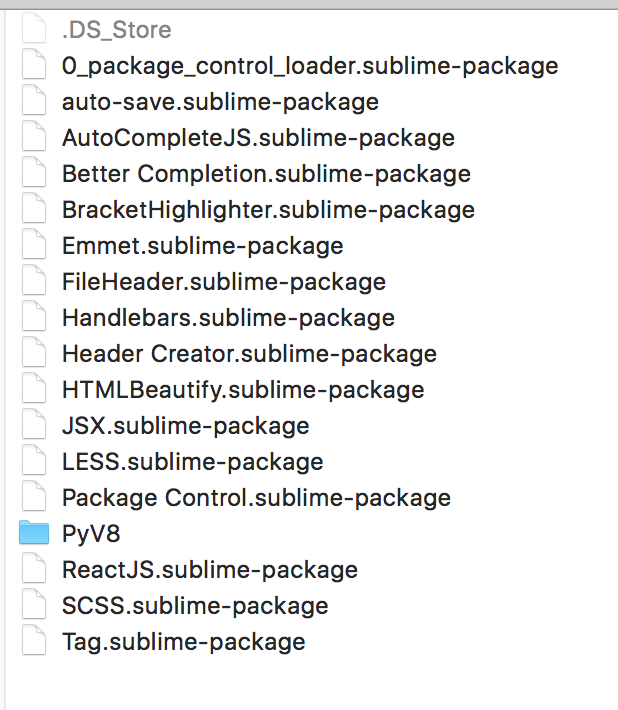 .DS_Store
0_package_control_loader.sublime-package
auto-save.sublime-package
AutoCompleteJS.sublime-package
Better Completion.sublime-package
BracketHighlighter.sublime-package
Emmet.sublime-package
FileHeader.sublime-package
Handlebars.sublime-package
Header Creator.sublime-package
HTMLBeautify.sublime-package
JSX.sublime-package
LESS.sublime-package
Package Control.sublime-package
PyV8
ReactJS.sublime-package
SCSS.sublime-package
Tag.sublime-package